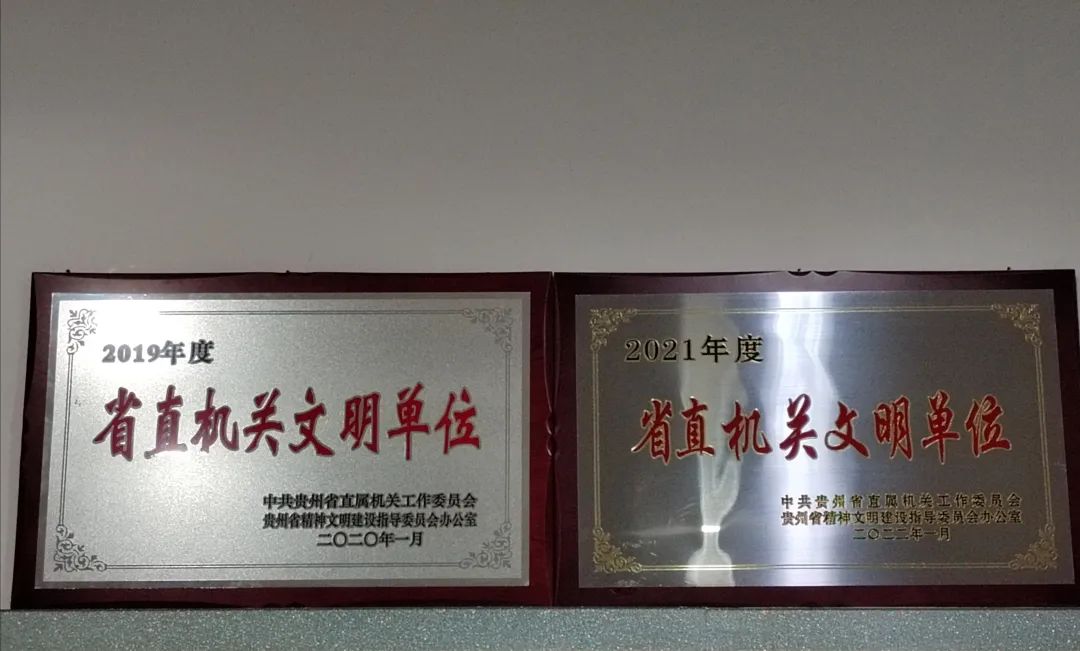 2019年度
省直机关文明单位
中共贵州省直属机关工作委员会
贵州省精神文明建设指导委员会办公室
二〇二〇年一月
2021年度
省直机关文明单位
中共贵州省直属机关工作委员会
贵州省精神文明建设指导委员会办公室
二〇二二年一月